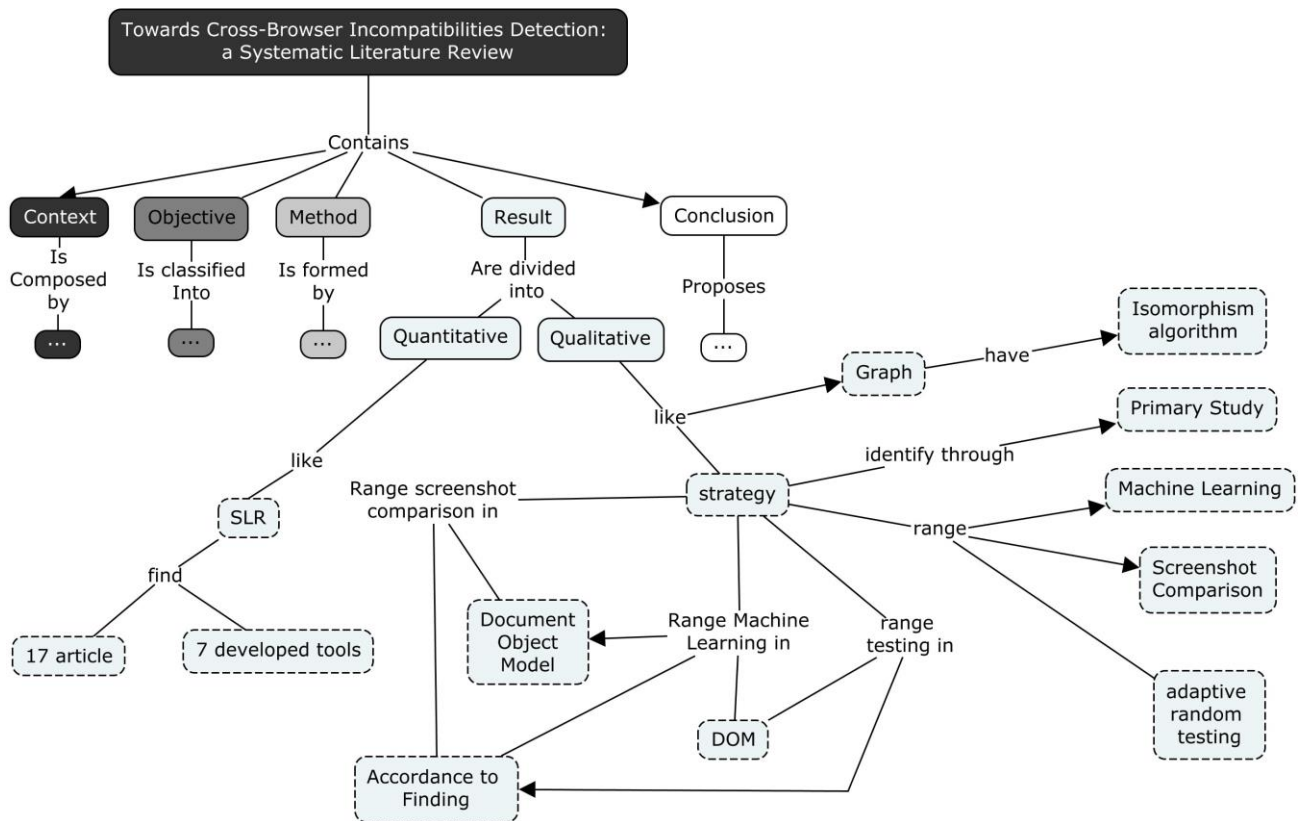 Towards Cross-Browser Incompatibilities Detection:
a Systematic Literature Review
Contains
Context
Objective
Method
Result
Conclusion
Is
Composed
by
Is classified
Into
Is formed
by
Are divided
into
Proposes
...
...
...
Quantitative
Qualitative
...
Graph
have
Isomorphism
algorithm
like
Primary Study
identify through
like
Range screenshot
comparison in
strategy
Machine Learning
SLR
range
Screenshot
Comparison
find
17 article
7 developed tools
Document
Object
Model
Range Machine
Learning in
range
testing in
adaptive
random
testing
DOM
Accordance to
Finding